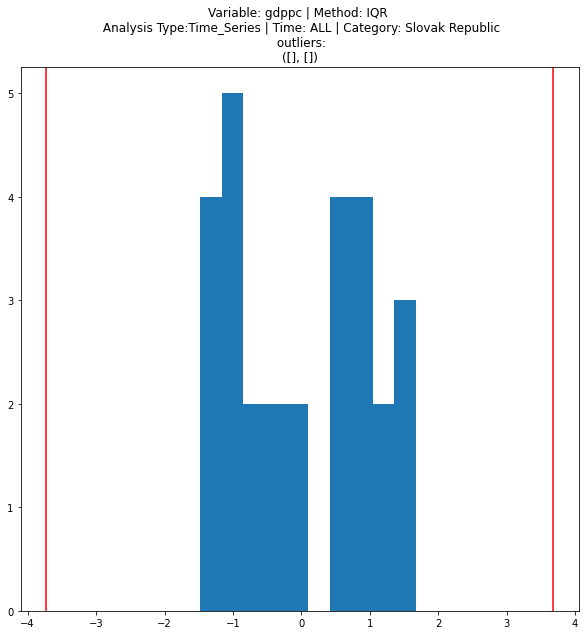 Variable: gdppc | Method: IQR
Analysis Type:Time_Series | Time: ALL | Category: Slovak Republic
outliers:
([], [])
5
4
3
2
1
0
−4 −3 −2 −1 0 1 2 3 4